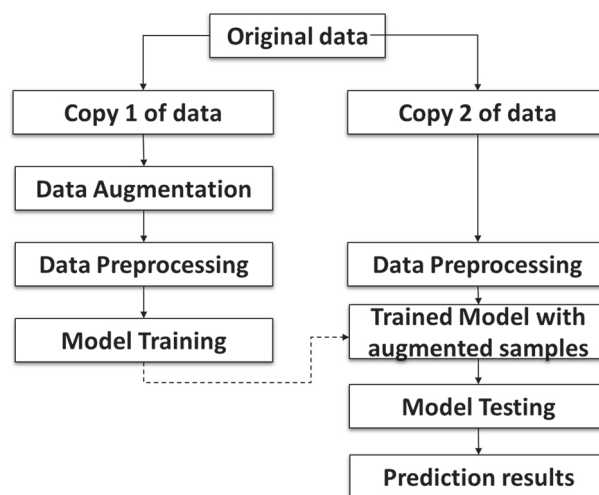 Original data
Copy 1 of data
Copy 2 of data
Data Augmentation
Data Preprocessing
Data Preprocessing
Model Training
Trained Model with
augmented samples
Model Testing
Prediction results